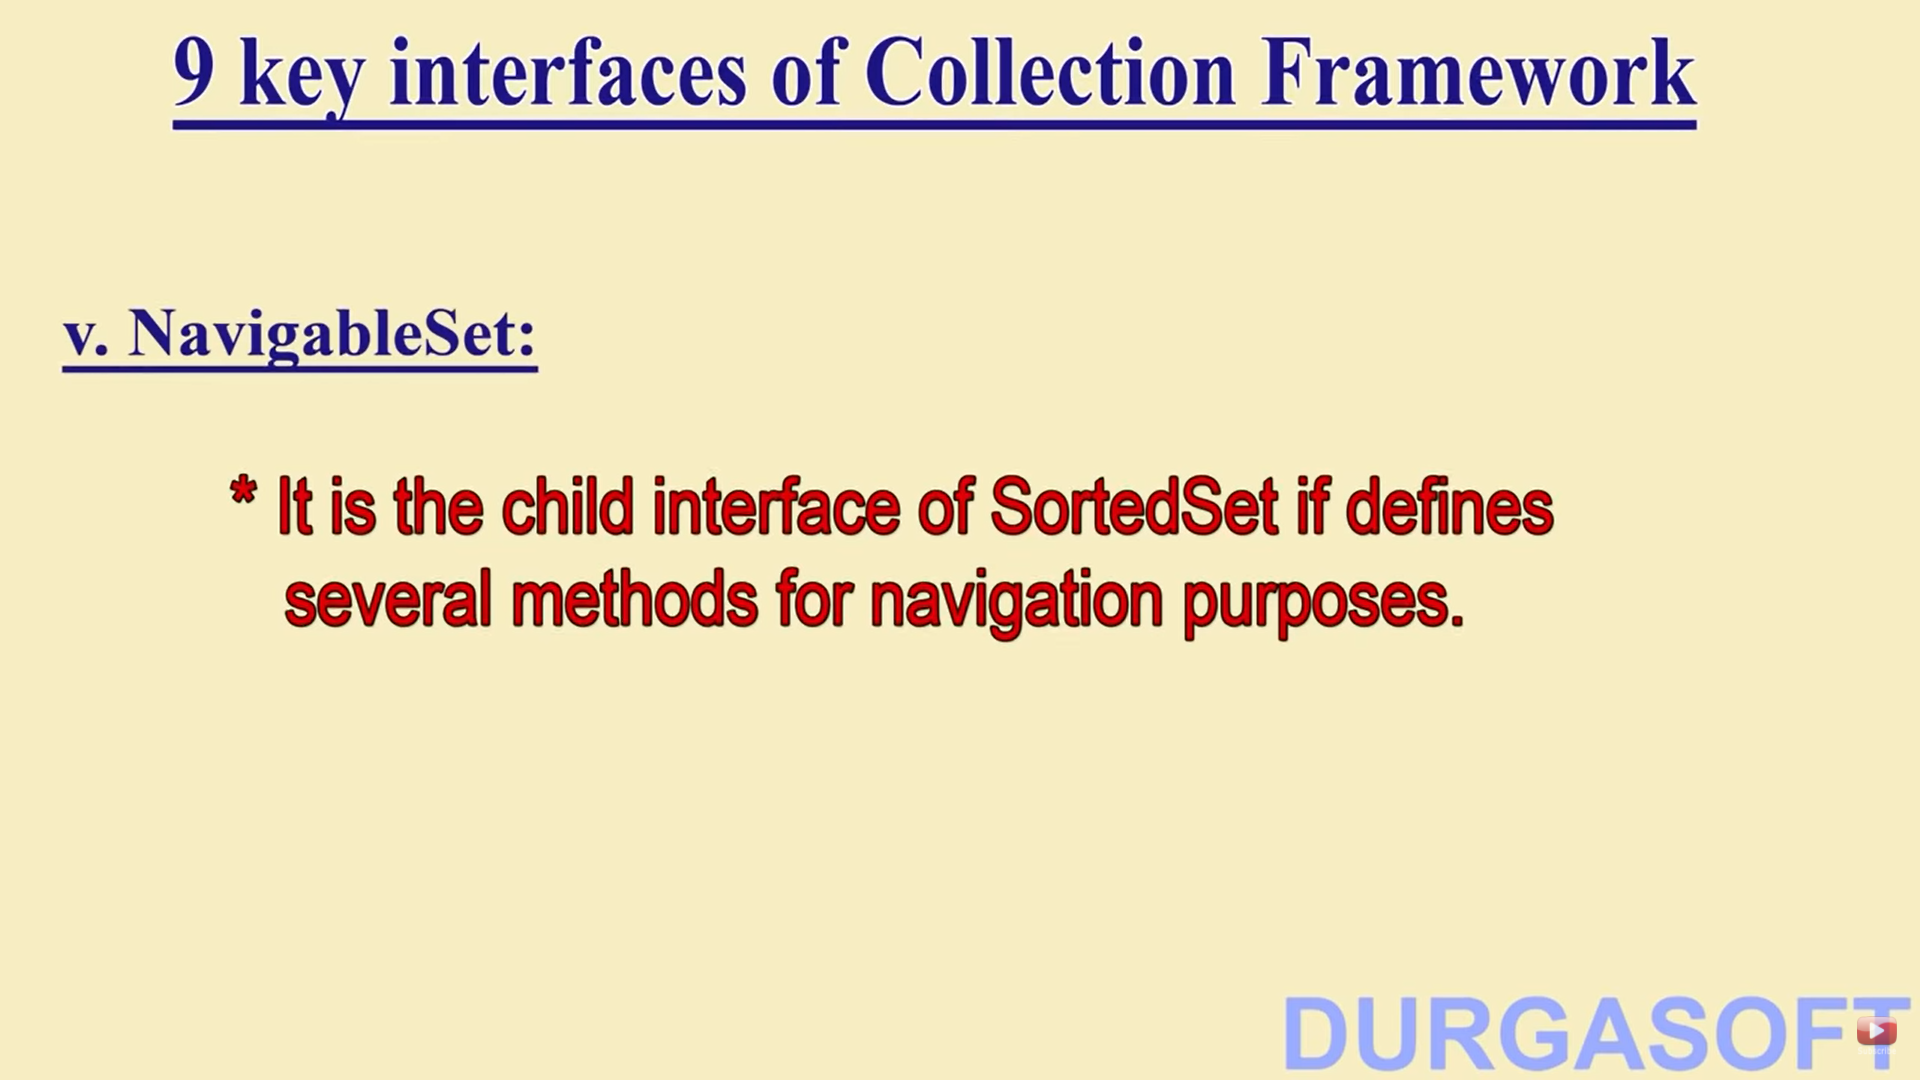 9 key interfaces of Collection Framework
v. NavigableSet:
* It is the child interface of SortedSet if defines
several methods for navigation purposes.
DURGASOFT